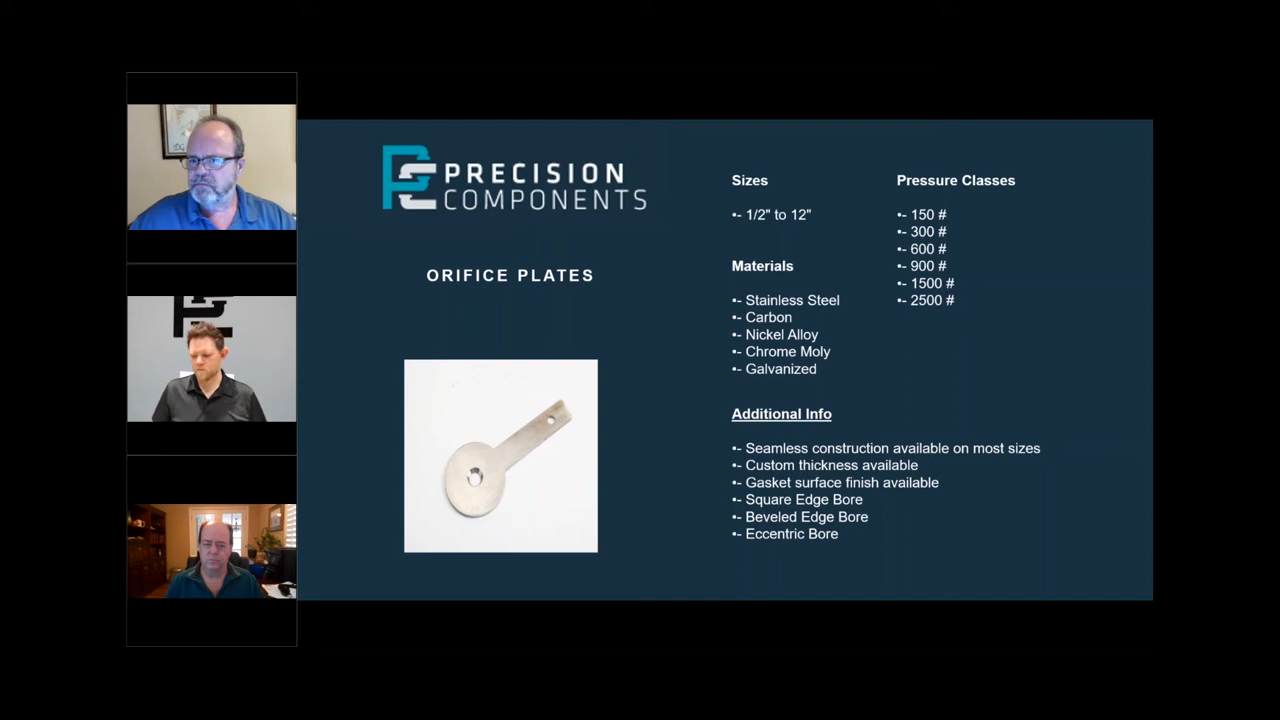 PRECISION
COMPONENTS
ORIFICE PLATES
Sizes
•- 1/2" to 12"
Materials
•- Stainless Steel
•- Carbon
•- Nickel Alloy
•- Chrome Moly
•- Galvanized
Pressure Classes
•- 150 #
•- 300 #
•- 600 #
•- 900 #
•- 1500 #
•- 2500 #
Additional Info
•- Seamless construction available on most sizes
•- Custom thickness available
•- Gasket surface finish available
•- Square Edge Bore
•- Beveled Edge Bore
•- Eccentric Bore